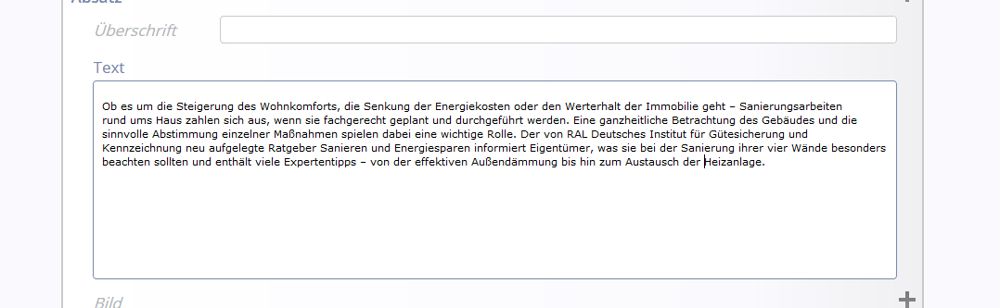 Absatz
Überschrift
Text
Ob es um die Steigerung des Wohnkomforts, die Senkung der Energiekosten oder den Werterhalt der Immobilie geht – Sanierungsarbeiten
rund ums Haus zahlen sich aus, wenn sie fachgerecht geplant und durchgeführt werden. Eine ganzheitliche Betrachtung des Gebäudes und die
sinnvolle Abstimmung einzelner Maßnahmen spielen dabei eine wichtige Rolle. Der von RAL Deutsches Institut für Gütesicherung und
Kennzeichnung neu aufgelegte Ratgeber Sanieren und Energiesparen informiert Eigentümer, was sie bei der Sanierung ihrer vier Wände besonders
beachten sollten und enthält viele Expertentipps – von der effektiven Außendämmung bis hin zum Austausch der Heizanlage.
Bild